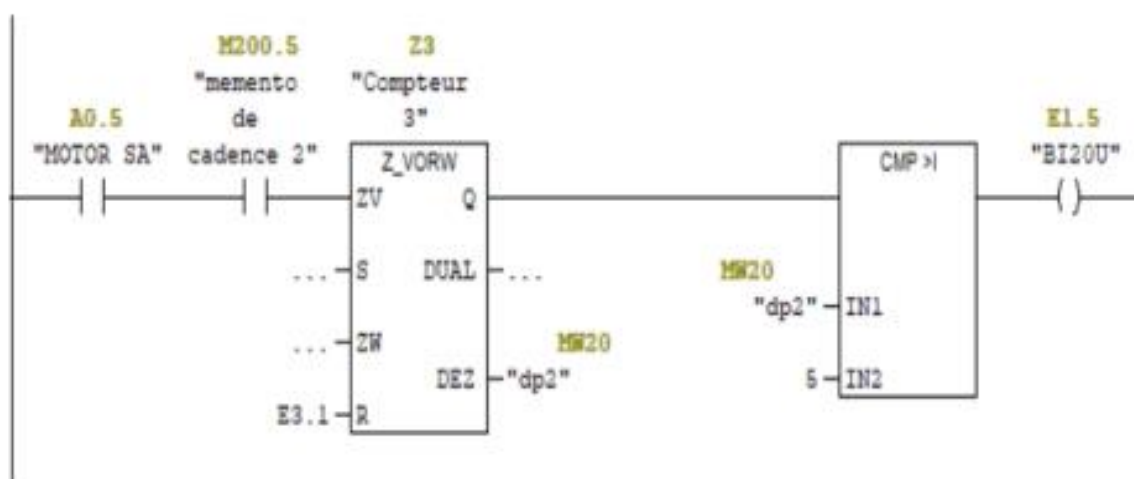 M200.5
"memento
de
cadence 2"
Z3
"Compteur
3"
A0.5
"MOTOR SA"
E1.5
"BI20U"
Z_VORW
CMP >I
ZV
Q
... S
DUAL ...
MW20
"dp2" IN1
... ZW
MW20
DEZ "dp2"
5 IN2
E3.1 R